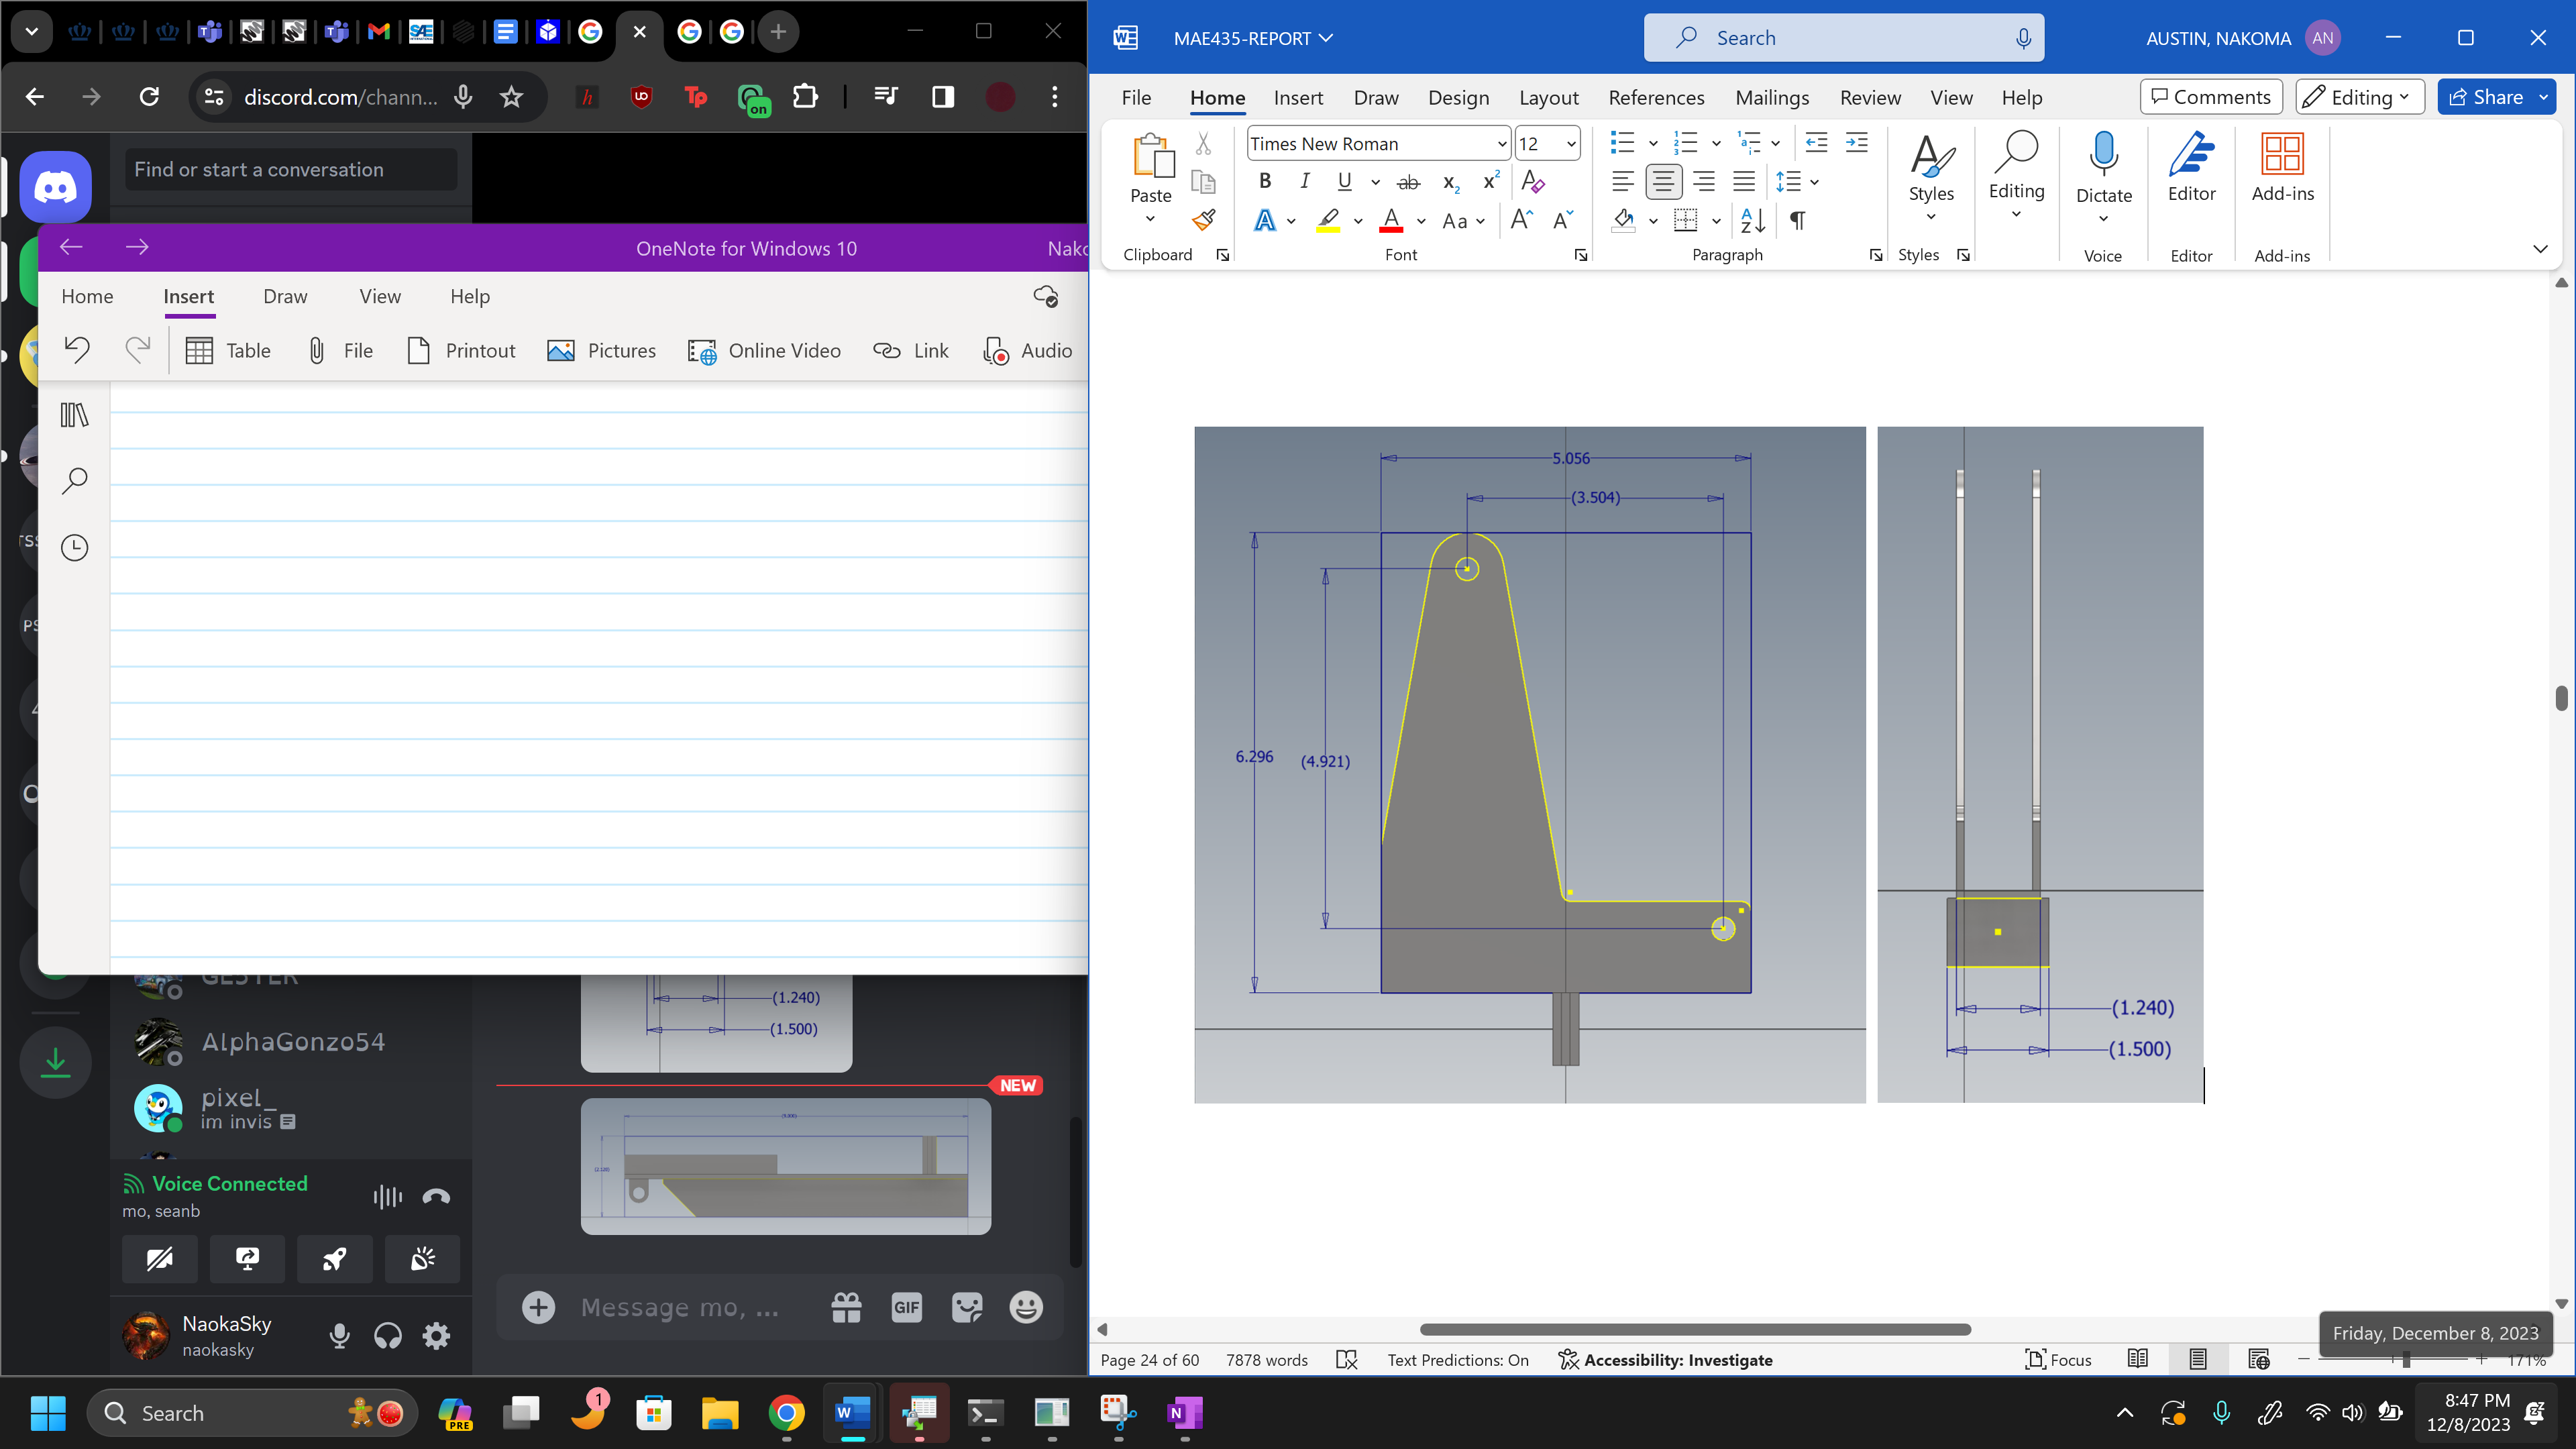 discord.com/chann...
on
Find or start a conversation
OneNote for Windows 10
Nako
Home
Insert
Draw
View
Help
Table
File
Printout
Pictures
Online Video
Link
Audio
GESTER
AlphaGonzo54
pixel_
im invis
Voice Connected
mo, seanb
NaokaSky
naokasky
(1.240)
(1.500)
NEW
Message mo, ...
GIF
MAE435-REPORT
Search
AUSTIN, NAKOMA
AN
File
Home
Insert
Draw
Design
Layout
References
Mailings
Review
View
Help
Comments
Editing
Share
Paste
Clipboard
Times New Roman
12
Font
Paragraph
Styles
Styles
Editing
Dictate
Voice
Editor
Editor
Add-ins
Add-ins
5.056
(3.504)
6.296
(4.921)
(1.240)
(1.500)
Friday, December 8, 2023
Page 24 of 60
7878 words
Text Predictions: On
Accessibility: Investigate
Focus
171%
Search
PRE
1
8:47 PM
12/8/2023